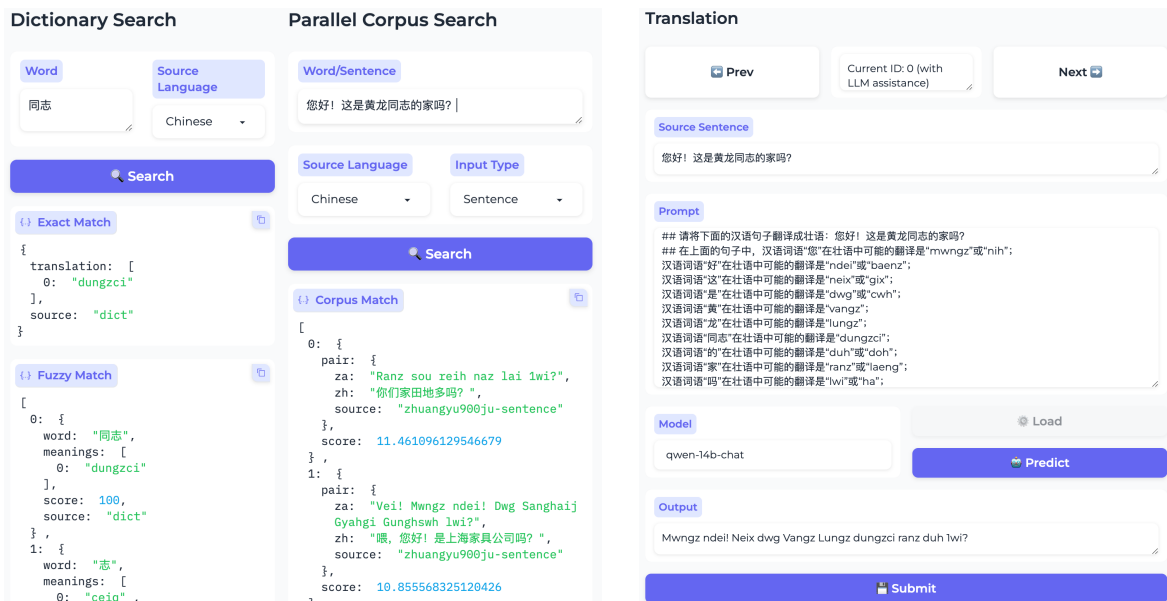 Dictionary Search
Word
同志
Source Language
Chinese
🔍 Search
{·} Exact Match
{
translation: [
0: "dungzci"
],
source: "dict"
}
{·} Fuzzy Match
[
0: {
word: "同志",
meanings: [
0: "dungzci"
],
score: 100,
source: "dict"
} ,
1: {
word: "志",
meanings: [
0: "ceiq" ,
Parallel Corpus Search
Word/Sentence
您好！这是黄龙同志的家吗？
Source Language
Chinese
Input Type
Sentence
🔍 Search
{·} Corpus Match
[
0: {
pair: {
za: "Ranz sou reih naz lai lwi?",
zh: "你们家田地多吗？",
source: "zhuangyu900ju-sentence"
},
score: 11.461096129546679
} ,
1: {
pair: {
za: "Vei! Mwngz ndei! Dwg Sanghaij
Gyahgi Gunghswh lwi?",
zh: "喂，您好！是上海家具公司吗？",
source: "zhuangyu900ju-sentence"
},
score: 10.855568325120426
Translation
⬅️ Prev
Current ID: 0 (with
LLM assistance)
Next ➡️
Source Sentence
您好！这是黄龙同志的家吗？
Prompt
## 请将下面的汉语句子翻译成壮语：您好！这是黄龙同志的家吗？
## 在上面的句子中，汉语词语“您”在壮语中可能的翻译是“mwngz”或“nih”；
汉语词语“好”在壮语中可能的翻译是“ndei”或“baenz”；
汉语词语“这”在壮语中可能的翻译是“neix”或“gix”；
汉语词语“是”在壮语中可能的翻译是“dwg”或“cwh”；
汉语词语“黄”在壮语中可能的翻译是“vangz”；
汉语词语“龙”在壮语中可能的翻译是“lungz”；
汉语词语“同志”在壮语中可能的翻译是“dungzci”；
汉语词语“的”在壮语中可能的翻译是“duh”或“doh”；
汉语词语“家”在壮语中可能的翻译是“ranz”或“laeng”；
汉语词语“吗”在壮语中可能的翻译是“lwi”或“ha”；
Model
qwen-14b-chat
Load
Predict
Output
Mwngz ndei! Neix dwg Vangz Lungz dungzci ranz duh lwi?
💾 Submit